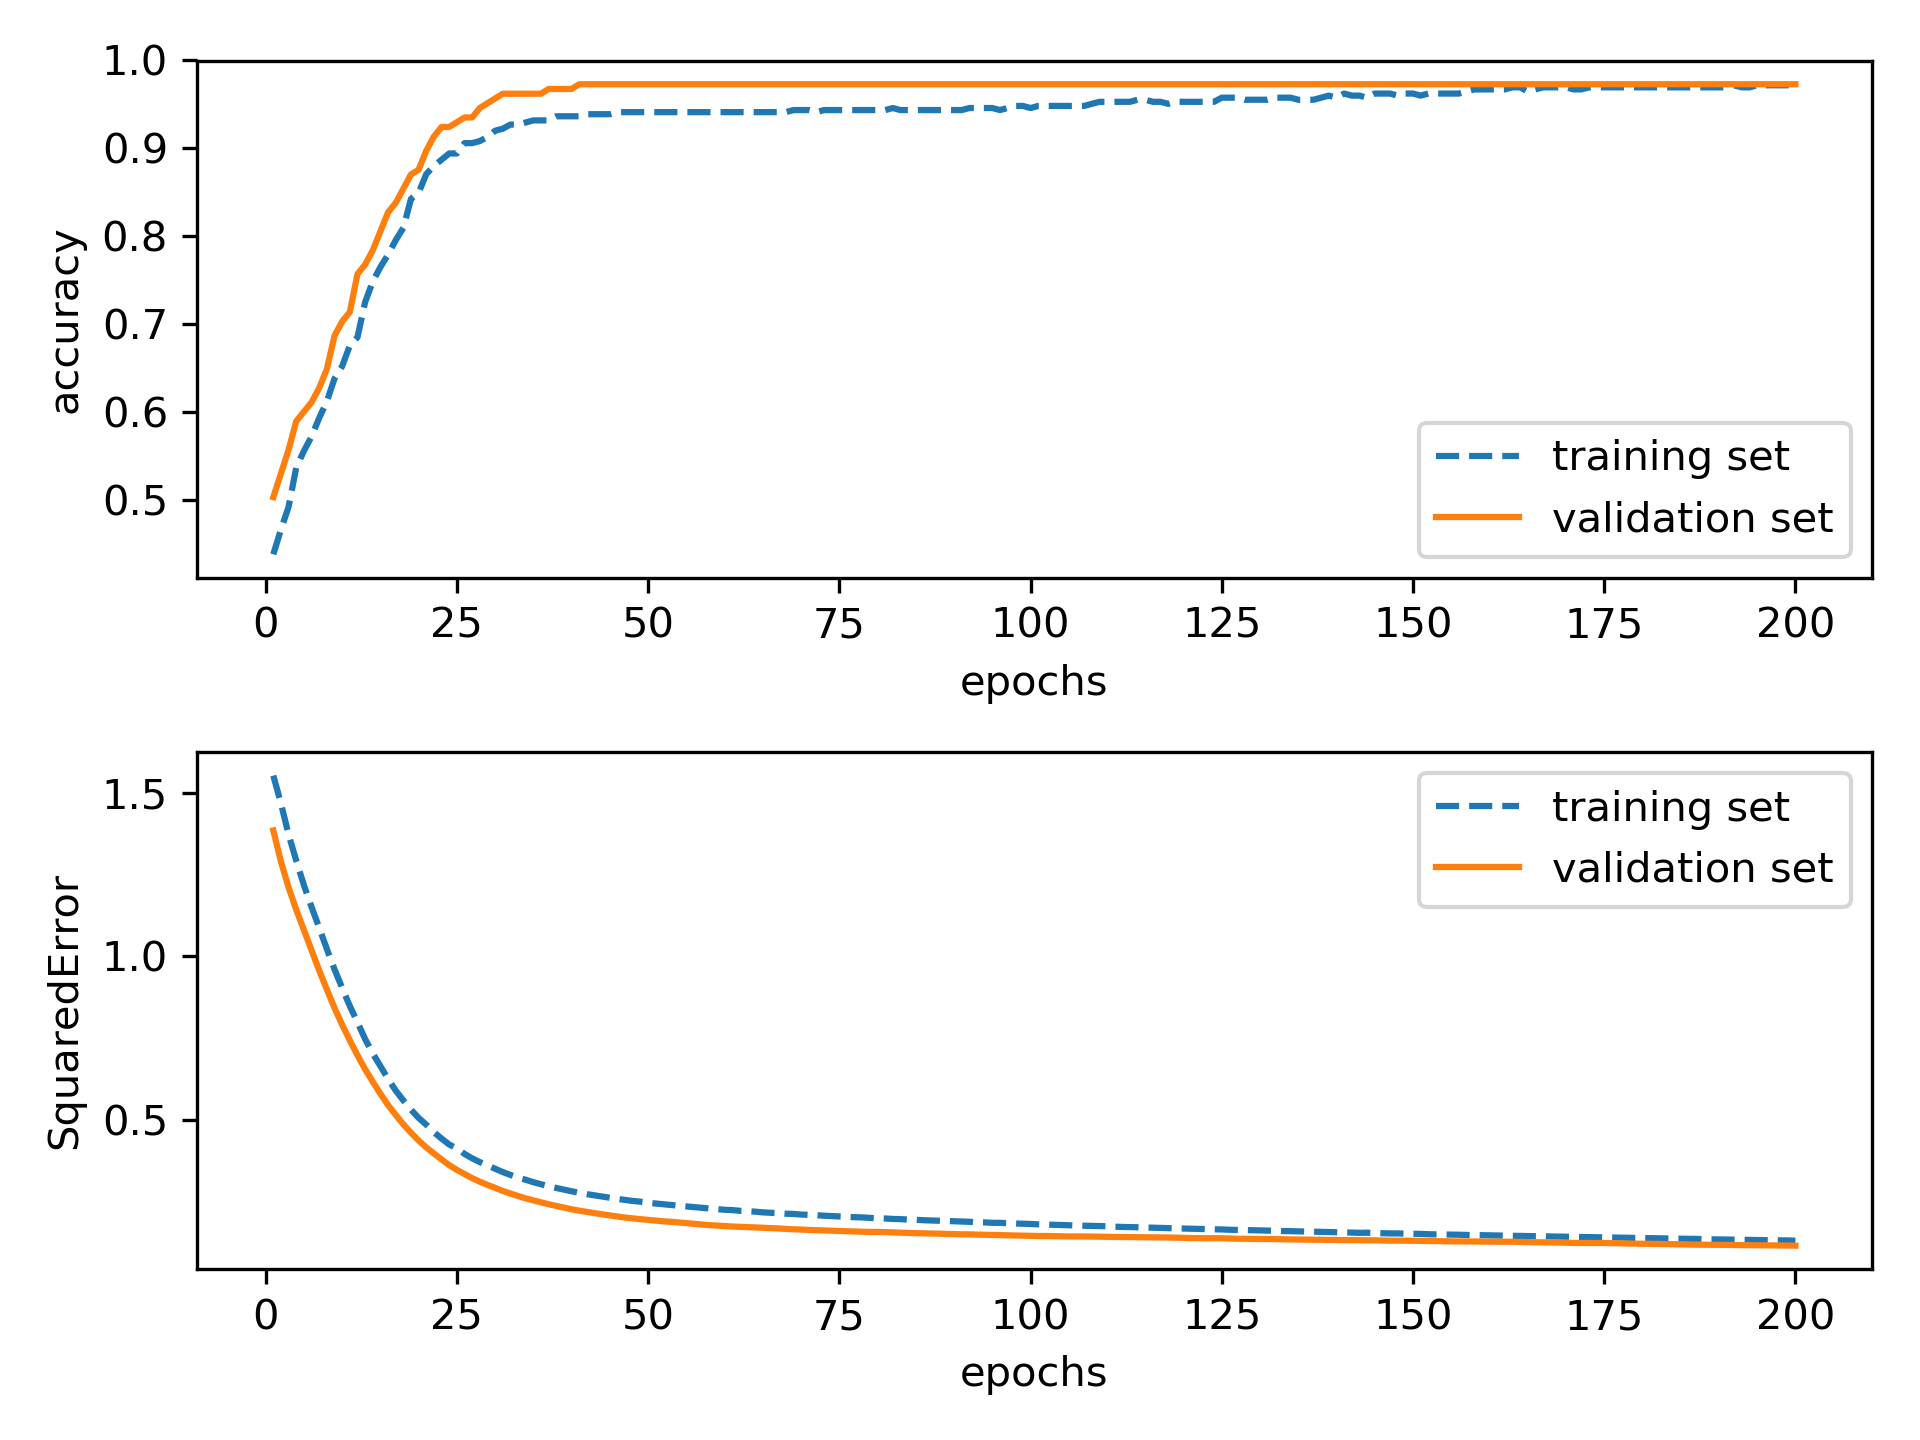 1.0
0.9
0.8
0.7
0.6
0.5
accuracy
training set
validation set
0 25 50 75 100 125 150 175 200
epochs
1.5
1.0
0.5
SquaredError
training set
validation set
0 25 50 75 100 125 150 175 200
epochs